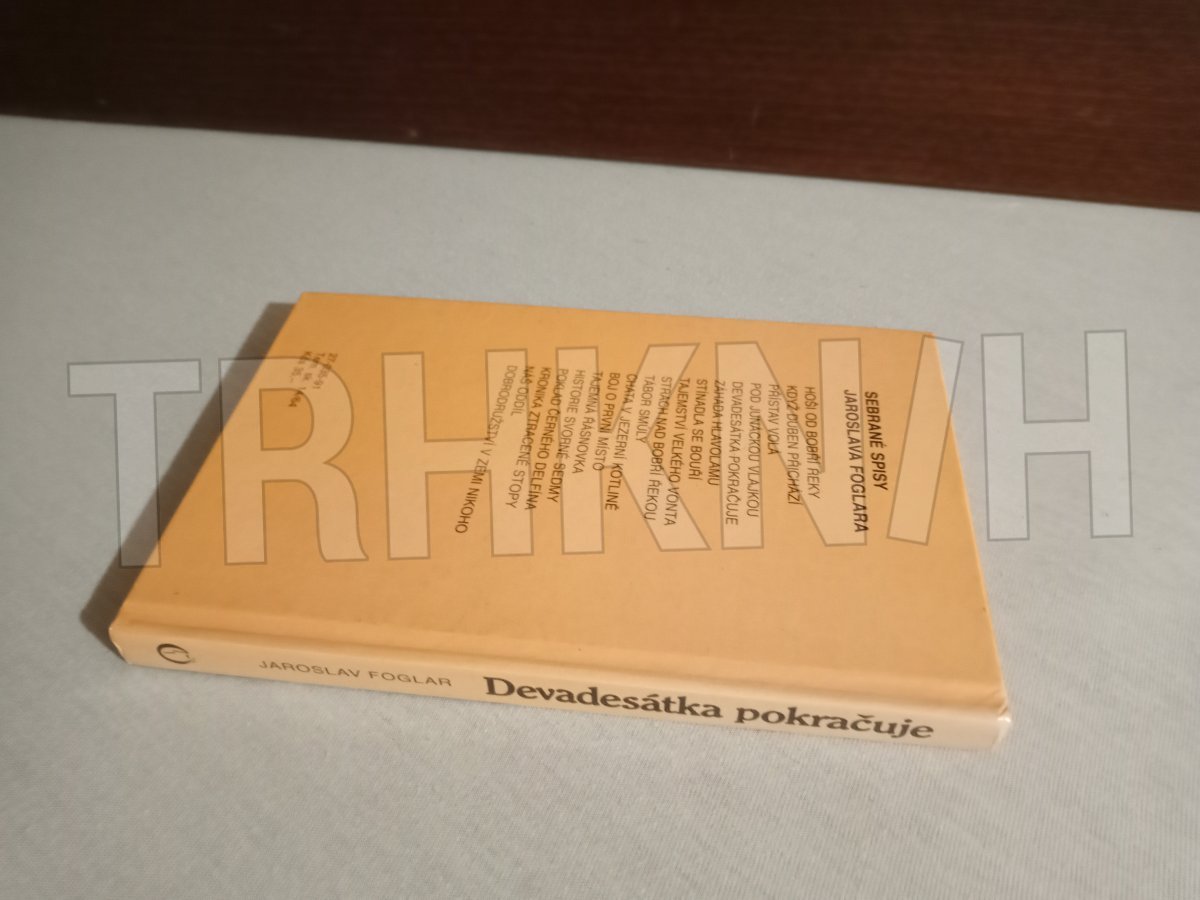 SEBRANÉ SPISY
JAROSLAVA FOGLARA
HOŠI OD BOBŘÍ ŘEKY
KDYŽ DUBEN PŘICHÁZÍ
PŘÍSTAV VOLÁ
POD JUNÁCKOU VLAJKOU
DEVADESÁTKA POKRAČUJE
ZÁHADA HLAVOLAMU
STÍNADLA SE BOUŘÍ
TAJEMSTVÍ VELKÉHO VONTA
STRACH NAD BOBŘÍ ŘEKOU
TÁBOR SMŮLY
CHATA V JEZERNÍ KOTLINĚ
BOJ O PRVNÍ MÍSTO
TAJEMNÁ ŘÁSNOVKA
HISTORIE SVORNÉ SEDMY
POKLAD ČERNÉHO DELFÍNA
KRONIKA ZTRACENÉ STOPY
NÁŠ ODDÍL
DOBRODRUŽSTVÍ V ZEMI NIKOHO
JAROSLAV FOGLAR Devadesátka pokračuje
TRHKNIH